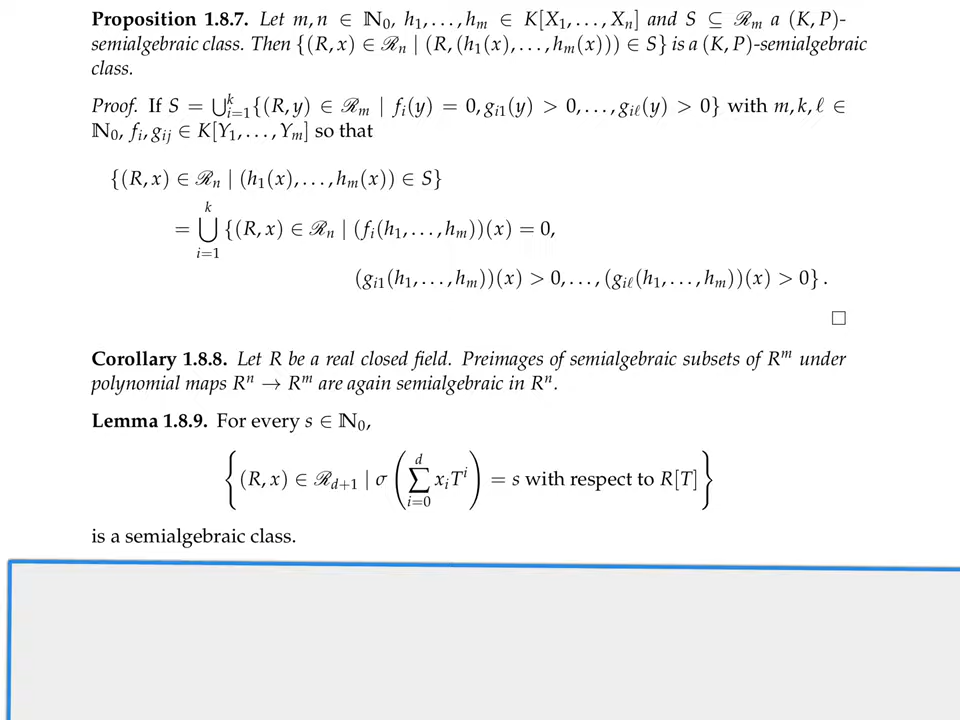 Proposition 1.8.7. Let m, n ∈ ℕ₀, h₁, . . . , hₘ ∈ K[X₁, . . . , Xₙ] and S ⊆ ℛₘ a (K, P)-
semialgebraic class. Then {(R, x) ∈ ℛₙ | (R, (h₁(x), . . . , hₘ(x))) ∈ S} is a (K, P)-semialgebraic
class.
Proof. If S = ⋃ᵢ₌₁ᵏ{(R, y) ∈ ℛₘ | fᵢ(y) = 0, gᵢ₁(y) > 0, . . . , gᵢℓ(y) > 0} with m, k, ℓ ∈
ℕ₀, fᵢ, gᵢⱼ ∈ K[Y₁, . . . , Yₘ] so that
{(R, x) ∈ ℛₙ | (h₁(x), . . . , hₘ(x)) ∈ S}
= ⋃ᵢ₌₁ᵏ {(R, x) ∈ ℛₙ | (fᵢ(h₁, . . . , hₘ))(x) = 0,
(gᵢ₁(h₁, . . . , hₘ))(x) > 0, . . . , (gᵢℓ(h₁, . . . , hₘ))(x) > 0} .
□
Corollary 1.8.8. Let R be a real closed field. Preimages of semialgebraic subsets of Rᵐ under
polynomial maps Rⁿ → Rᵐ are again semialgebraic in Rⁿ.
Lemma 1.8.9. For every s ∈ ℕ₀,
{(R, x) ∈ ℛ_{d+1} | σ (∑_{i=0}^{d} xᵢTⁱ) = s with respect to R[T]}
is a semialgebraic class.